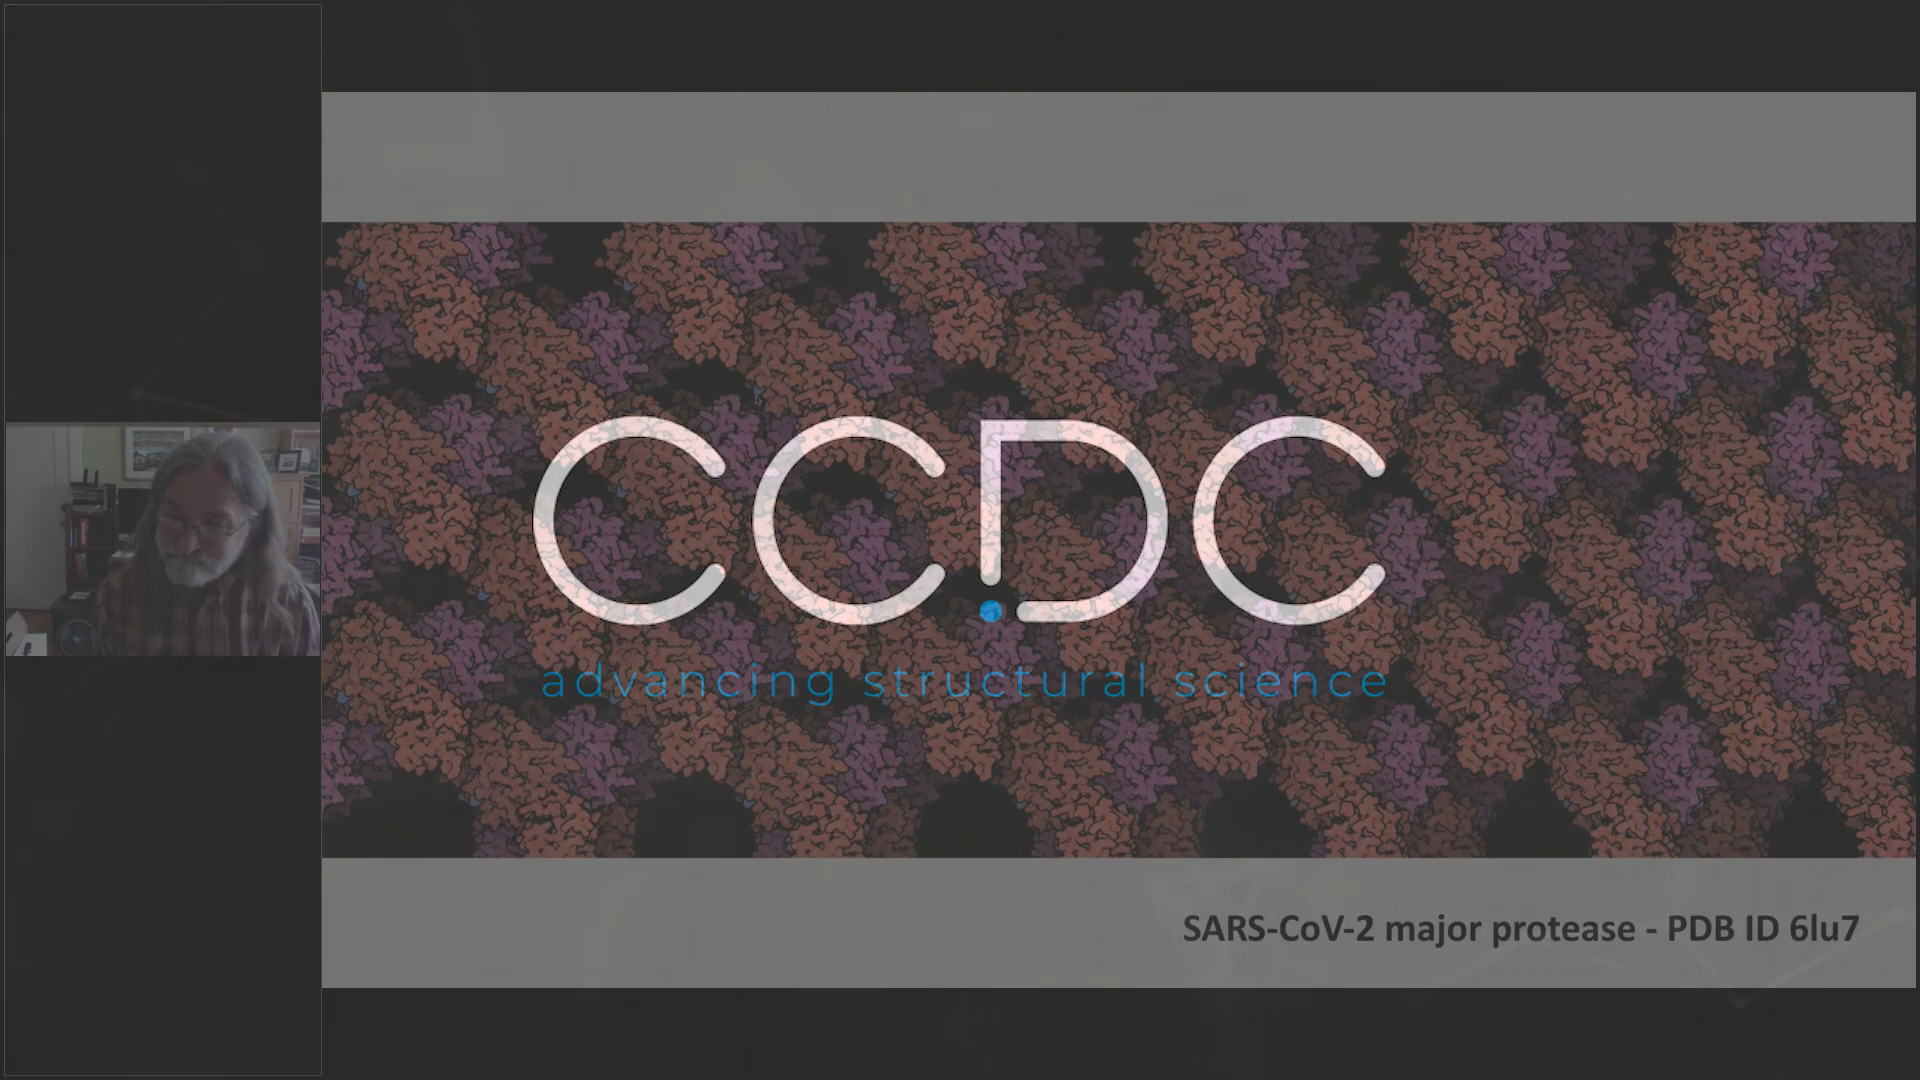 CCDC
advancing structural science
SARS-CoV-2 major protease - PDB ID 6lu7